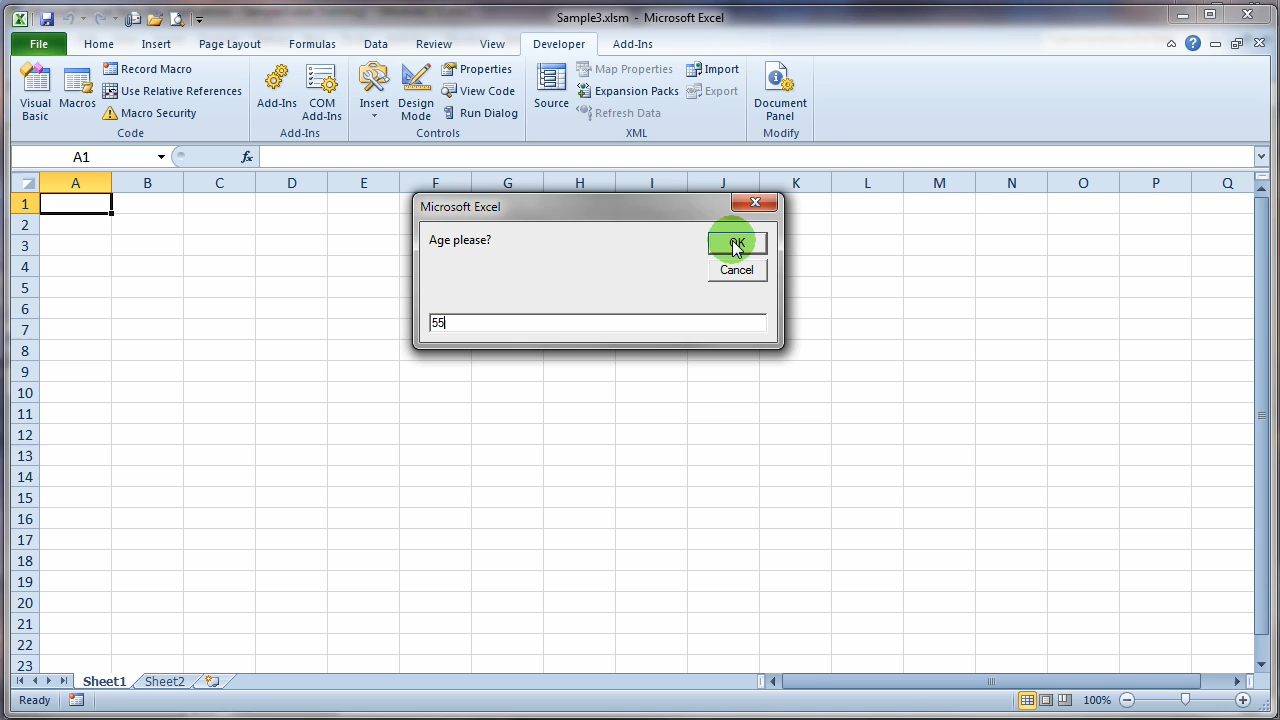 Sample3.xlsm - Microsoft Excel
File Home Insert Page Layout Formulas Data Review View Developer Add-Ins
Visual Basic
Macros
Record Macro
Use Relative References
Macro Security
Code
Add-Ins
COM Add-Ins
Add-Ins
Insert
Design Mode
Properties
View Code
Run Dialog
Controls
Source
Map Properties
Expansion Packs
Refresh Data
Import
Export
XML
Document Panel
Modify
A1 fx
A B C D E F G H I J K L M N O P Q
1
2
3
4
5
6
7
8
9
10
11
12
13
14
15
16
17
18
19
20
21
22
23
Microsoft Excel
Age please?
OK
Cancel
55
Sheet1 Sheet2
Ready 100%